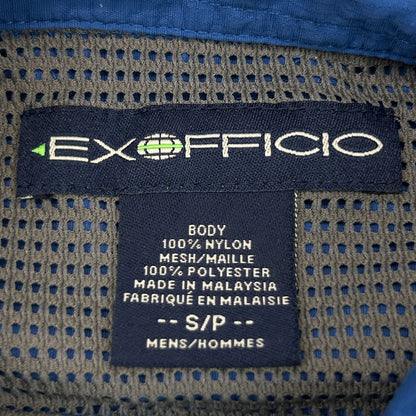 EXOFFICIO
BODY
100% NYLON
MESH/MAILLE
100% POLYESTER
MADE IN MALAYSIA
FABRIQUÉ EN MALAISIE
-- S/P --
MENS/HOMMES